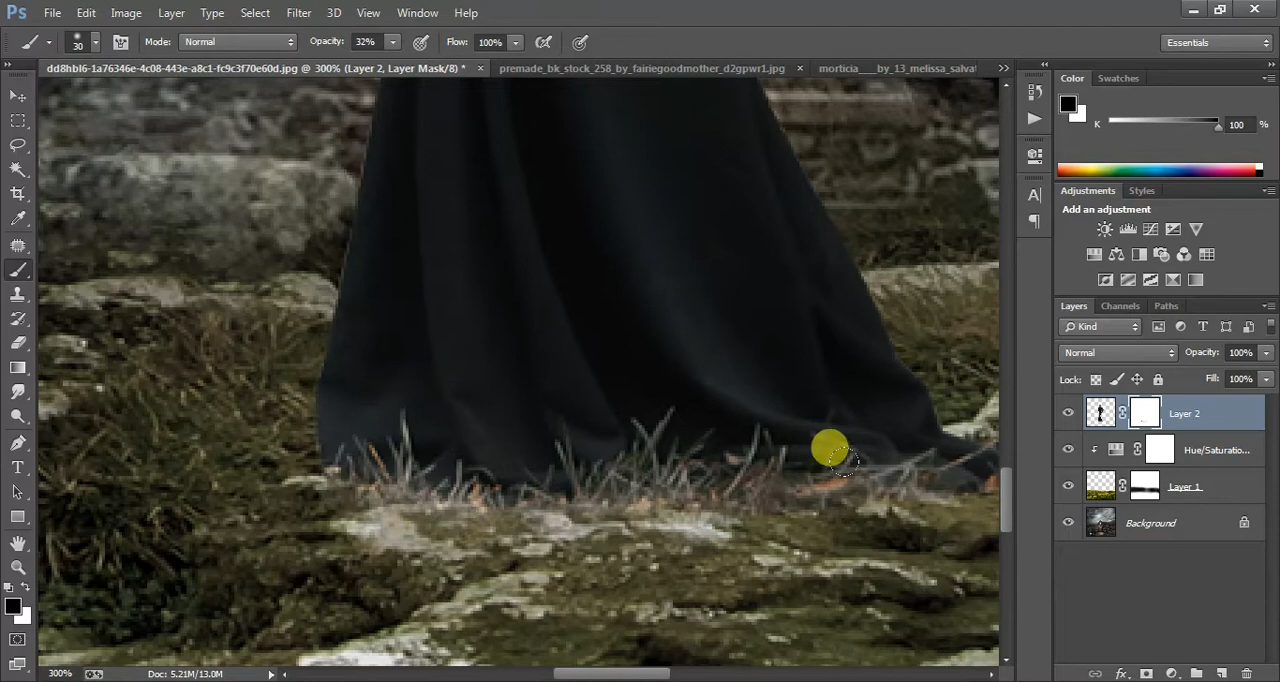 Ps File Edit Image Layer Type Select Filter 3D View Window Help
30 Mode: Normal Opacity: 32% Flow: 100% Essentials
dd8hbl6-1a76346e-4c08-443e-a8c1-fc9c3f70e60d.jpg @ 300% (Layer 2, Layer Mask/8) * × premade_bk_stock_258_by_fairiegoodmother_d2gpwr1.jpg × morticia___by_13_melissa_salvat
Color Swatches
K 100 %
Adjustments Styles
Add an adjustment
Layers Channels Paths
Kind
Normal Opacity: 100%
Lock: Fill: 100%
Layer 2
Hue/Saturatio...
Layer 1
Background
300% Doc: 5.21M/13.0M